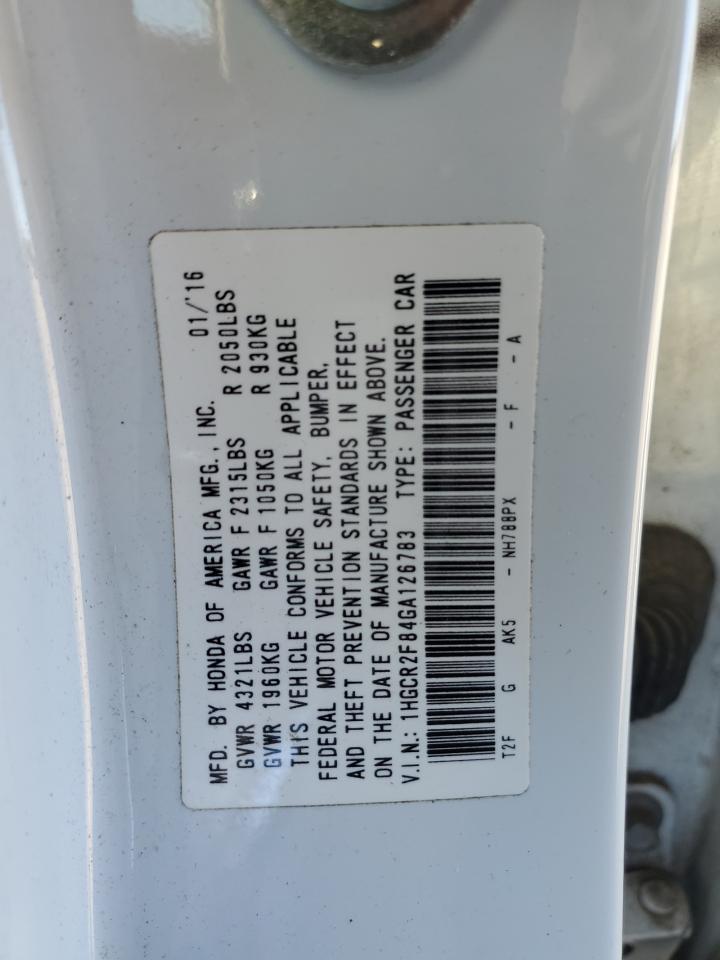 MFD. BY HONDA OF AMERICA MFG., INC. 01/'16
GVWR 4321LBS GAWR F 2315LBS R 2050LBS
GVWR 1960KG GAWR F 1050KG R 930KG
THIS VEHICLE CONFORMS TO ALL APPLICABLE
FEDERAL MOTOR VEHICLE SAFETY, BUMPER,
AND THEFT PREVENTION STANDARDS IN EFFECT
ON THE DATE OF MANUFACTURE SHOWN ABOVE.
V.I.N.: 1HGCR2F84GA126783 TYPE: PASSENGER CAR
T2F G AK5 - NH788PX - F - A